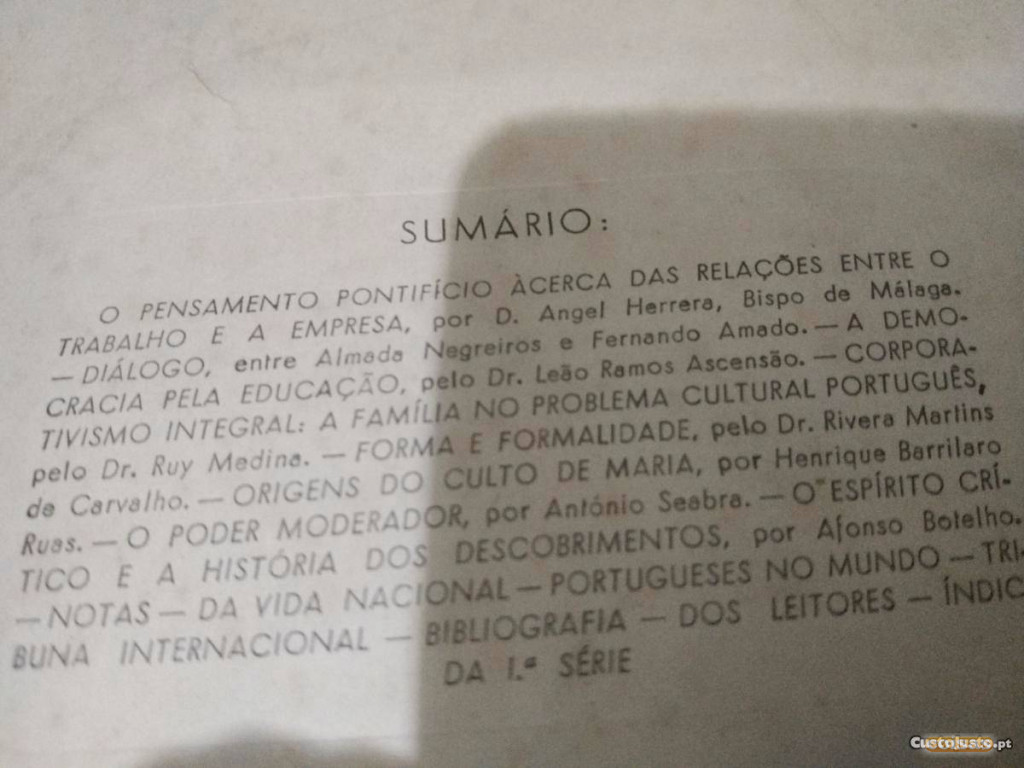 SUMÁRIO:
O PENSAMENTO PONTIFÍCIO ÀCERCA DAS RELAÇÕES ENTRE O
TRABALHO E A EMPRESA, por D. Angel Herrera, Bispo de Málaga.
— DIÁLOGO, entre Almada Negreiros e Fernando Amado. — A DEMO-
CRACIA PELA EDUCAÇÃO, pelo Dr. Leão Ramos Ascensão. — CORPORA-
TIVISMO INTEGRAL: A FAMÍLIA NO PROBLEMA CULTURAL PORTUGUÊS,
pelo Dr. Ruy Medina. — FORMA E FORMALIDADE, pelo Dr. Rivera Martins
de Carvalho. — ORIGENS DO CULTO DE MARIA, por Henrique Barrilaro
Ruas. — O PODER MODERADOR, por António Seabra. — O ESPÍRITO CRÍ-
TICO E A HISTÓRIA DOS DESCOBRIMENTOS, por Afonso Botelho.
— NOTAS — DA VIDA NACIONAL — PORTUGUESES NO MUNDO — TRI-
BUNA INTERNACIONAL — BIBLIOGRAFIA — DOS LEITORES — ÍNDIC
DA 1.ª SÉRIE
CustoJusto.pt